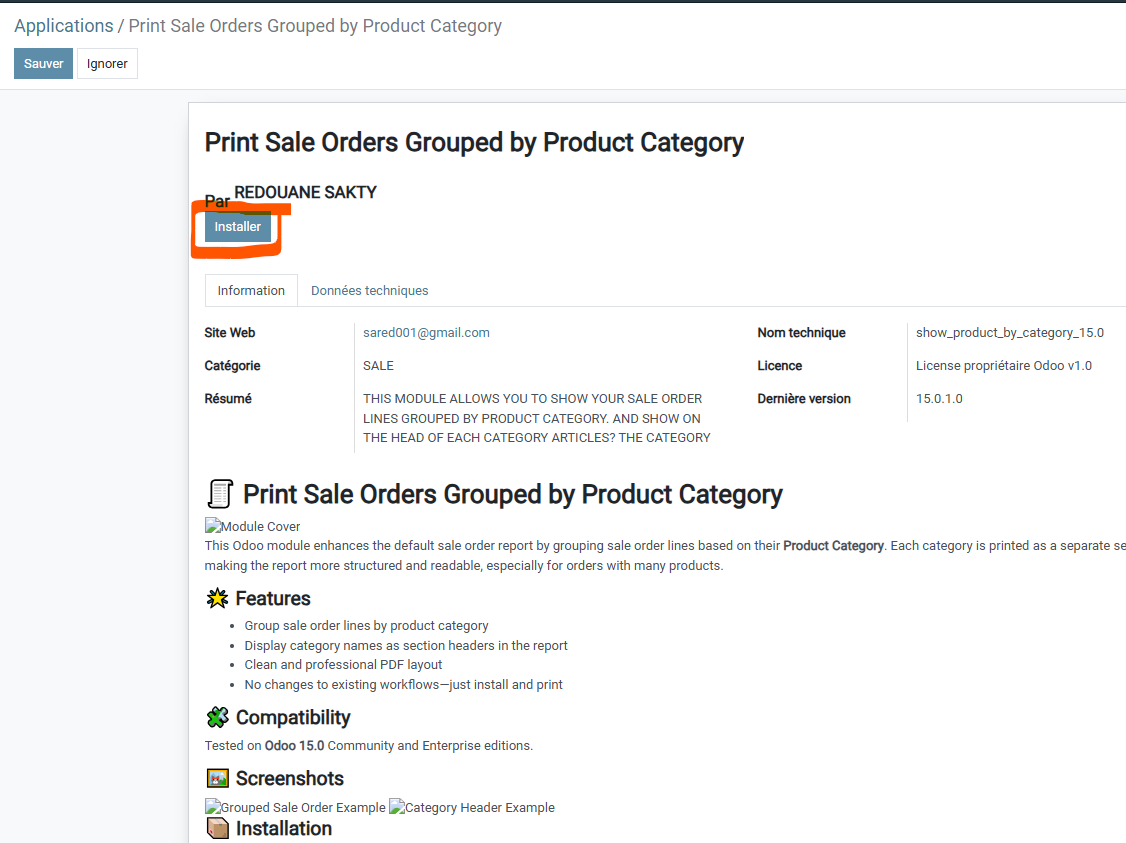 Applications / Print Sale Orders Grouped by Product Category
Sauver Ignorer
Print Sale Orders Grouped by Product Category
Par REDOUANE SAKTY
Installer
Information Données techniques
Site Web sared001@gmail.com Nom technique show_product_by_category_15.0
Catégorie SALE Licence License propriétaire Odoo v1.0
Résumé THIS MODULE ALLOWS YOU TO SHOW YOUR SALE ORDER Dernière version 15.0.1.0
LINES GROUPED BY PRODUCT CATEGORY. AND SHOW ON
THE HEAD OF EACH CATEGORY ARTICLES? THE CATEGORY
Print Sale Orders Grouped by Product Category
Module Cover
This Odoo module enhances the default sale order report by grouping sale order lines based on their Product Category. Each category is printed as a separate se
making the report more structured and readable, especially for orders with many products.
Features
• Group sale order lines by product category
• Display category names as section headers in the report
• Clean and professional PDF layout
• No changes to existing workflows—just install and print
Compatibility
Tested on Odoo 15.0 Community and Enterprise editions.
Screenshots
Grouped Sale Order Example Category Header Example
Installation